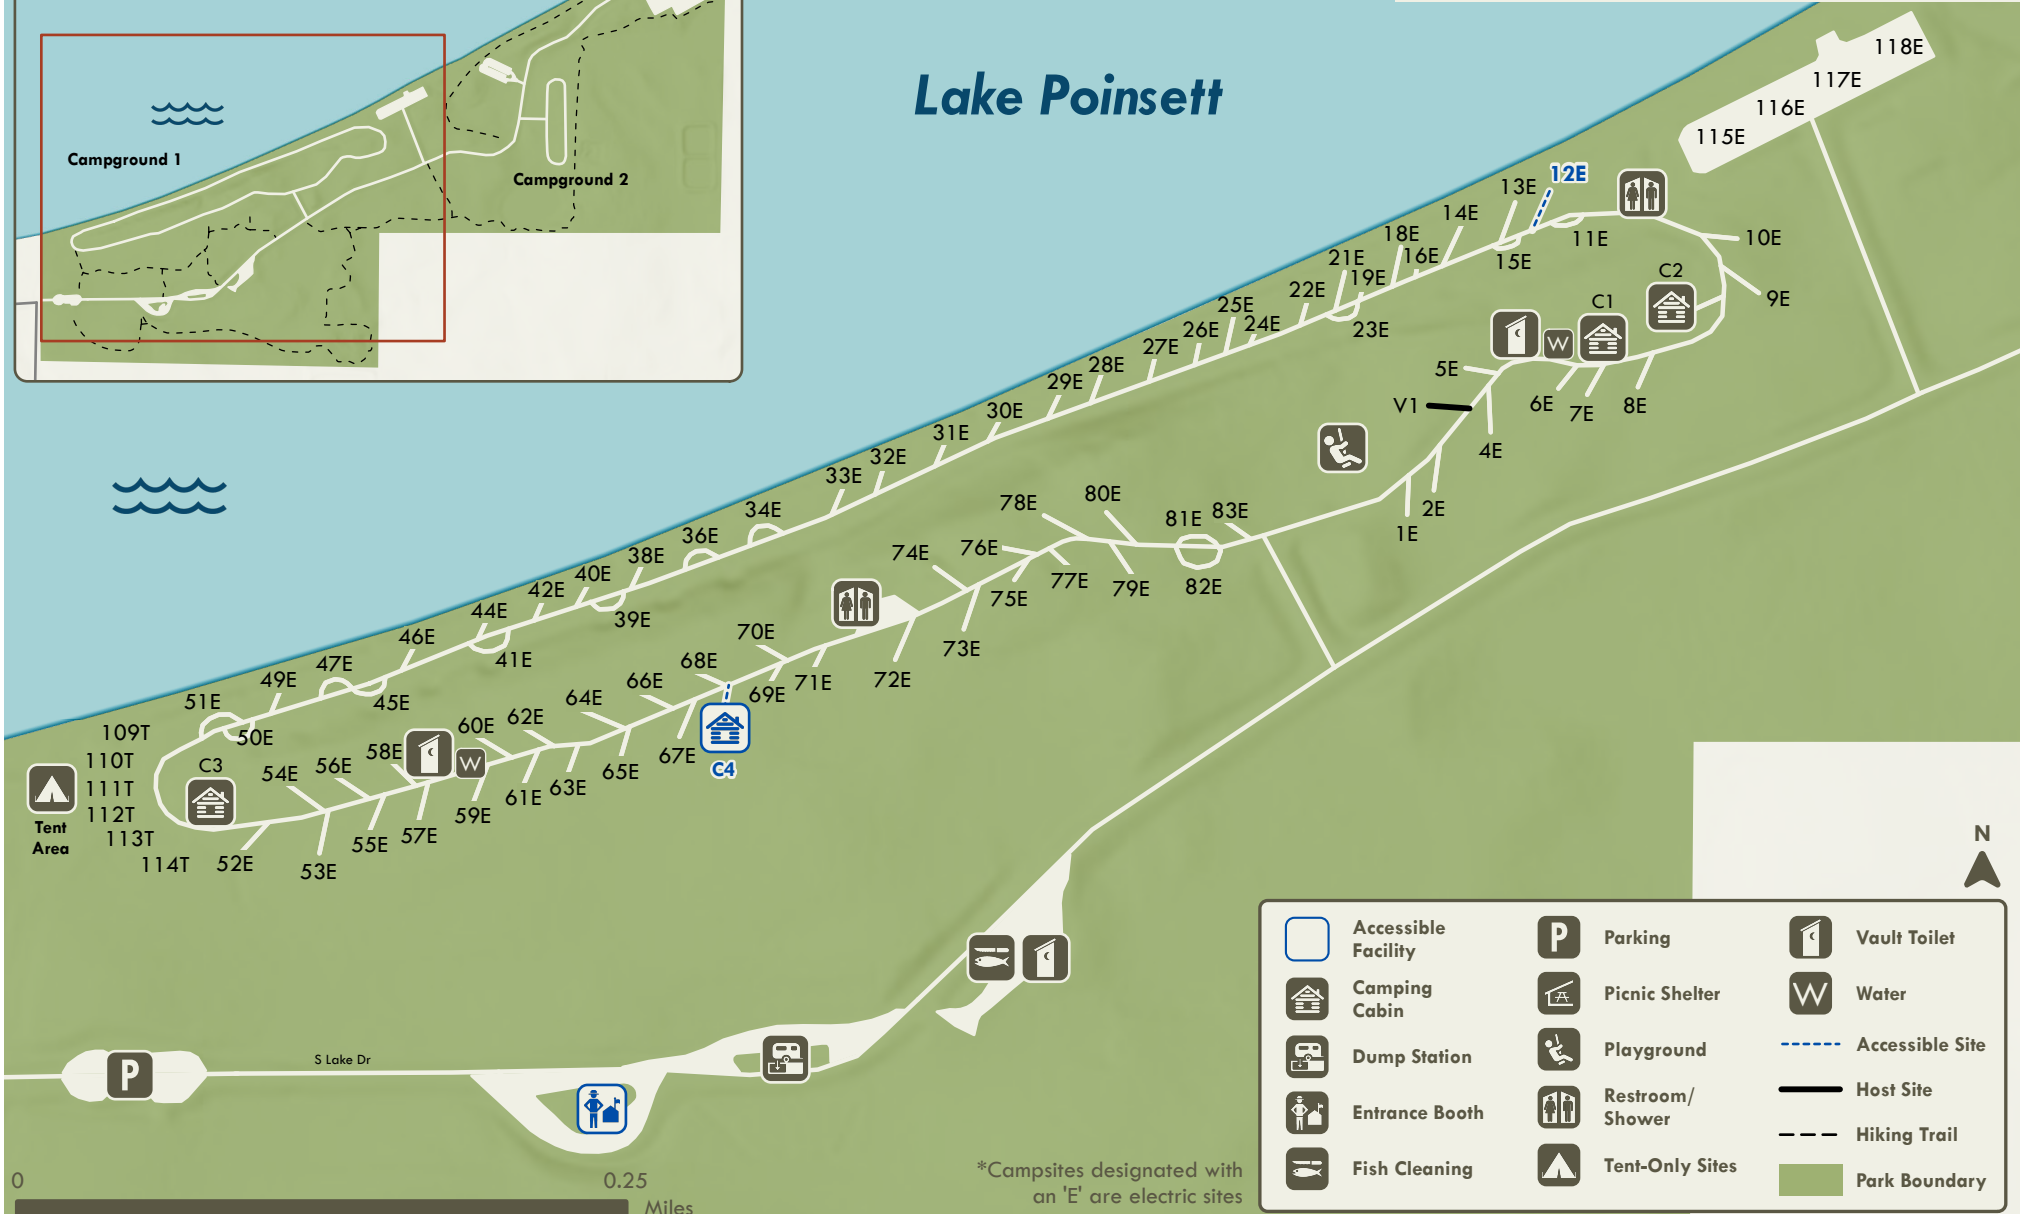 Lake Poinsett
Campground 1
Campground 2
118E
117E
116E
115E
12E
13E
14E
11E
10E
18E
16E
15E
21E
19E
C2
9E
22E
23E
C1
25E
24E
26E
27E
28E
5E
29E
V1
6E
7E
8E
30E
31E
4E
32E
33E
78E
80E
2E
34E
81E
83E
1E
36E
38E
74E
76E
40E
42E
77E
79E
82E
44E
39E
75E
46E
70E
73E
47E
41E
68E
49E
66E
69E
71E
72E
51E
45E
64E
62E
60E
109T
50E
58E
W
67E
C4
110T
C3
54E
56E
65E
111T
61E
63E
112T
59E
Tent
Area
113T
55E
57E
114T
52E
53E
N
S Lake Dr
P
0
0.25
Miles
*Campsites designated with
an 'E' are electric sites
Accessible
Facility
Camping
Cabin
Dump Station
Entrance Booth
Fish Cleaning
P
Parking
Picnic Shelter
Playground
Restroom/
Shower
Tent-Only Sites
Vault Toilet
W
Water
Accessible Site
Host Site
Hiking Trail
Park Boundary
W